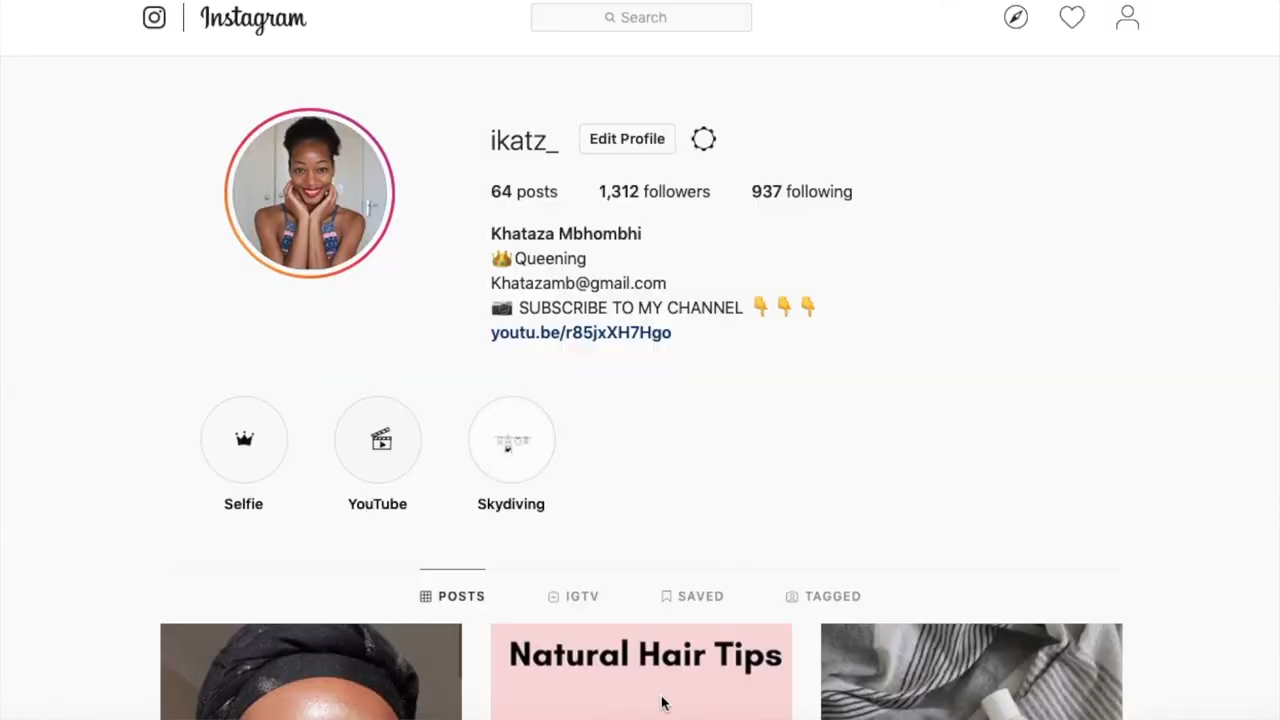 Instagram
Search
ikatz_
Edit Profile
64 posts 1,312 followers 937 following
Khataza Mbhombhi
👑Queening
Khatazamb@gmail.com
📷 SUBSCRIBE TO MY CHANNEL 👇👇👇
youtu.be/r85jxXH7Hgo
Selfie YouTube Skydiving
POSTS IGTV SAVED TAGGED
Natural Hair Tips